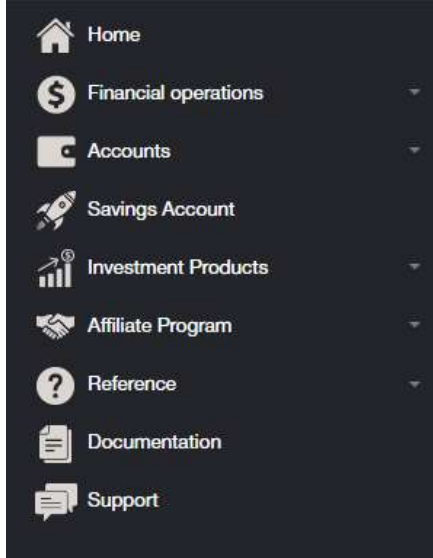 Home
Financial operations
Accounts
Savings Account
Investment Products
Affiliate Program
Reference
Documentation
Support